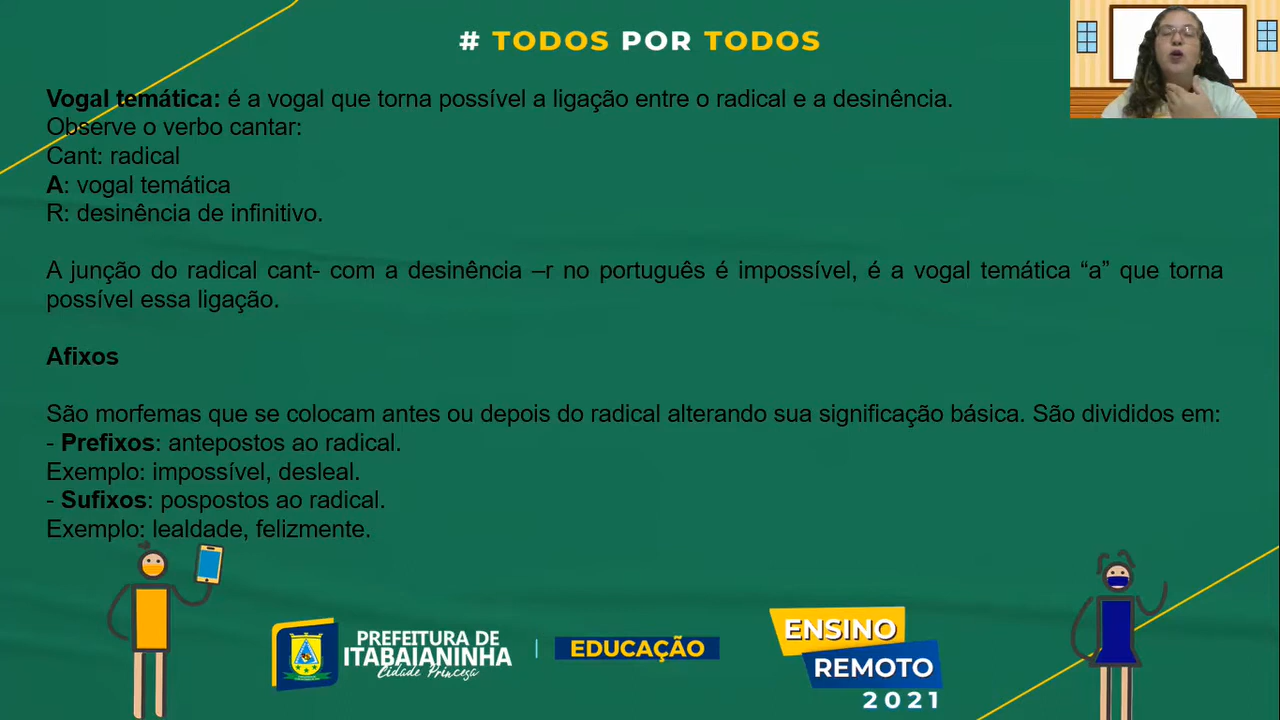 # TODOS POR TODOS
Vogal temática: é a vogal que torna possível a ligação entre o radical e a desinência.
Observe o verbo cantar:
Cant: radical
A: vogal temática
R: desinência de infinitivo.
A junção do radical cant- com a desinência –r no português é impossível, é a vogal temática “a” que torna
possível essa ligação.
Afixos
São morfemas que se colocam antes ou depois do radical alterando sua significação básica. São divididos em:
- Prefixos: antepostos ao radical.
Exemplo: impossível, desleal.
- Sufixos: pospostos ao radical.
Exemplo: lealdade, felizmente.
PREFEITURA DE
ITABAIANINHA
Cidade Princesa
EDUCAÇÃO
ENSINO
REMOTO
2021